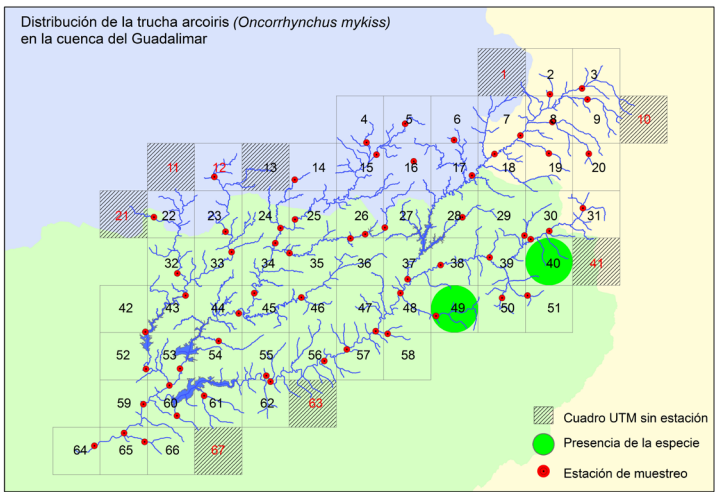 Distribución de la trucha arcoiris (Oncorrhynchus mykiss)
en la cuenca del Guadalimar
1 2 3
4 5 6 7 8 9 10
11 12 13 14 15 16 17 18 19 20
21 22 23 24 25 26 27 28 29 30 31
32 33 34 35 36 37 38 39 40 41
42 43 44 45 46 47 48 49 50 51
52 53 54 55 56 57 58
59 60 61 62 63
64 65 66 67
Cuadro UTM sin estación
Presencia de la especie
Estación de muestreo